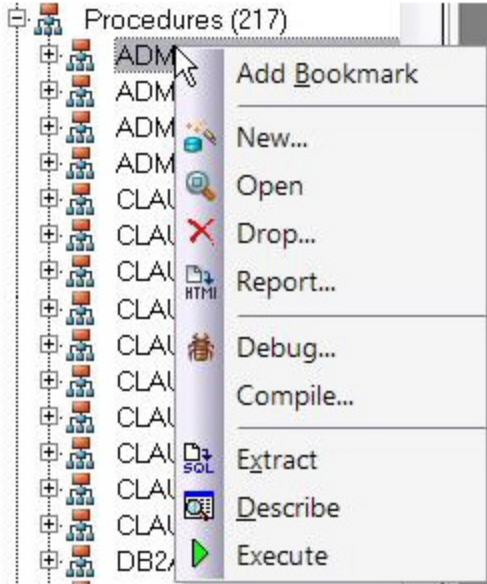 Procedures (217)
ADM
Add Bookmark
ADM
ADM
New...
ADM
Open
CLAU
CLAU
Drop...
CLAU
HTML
Report...
CLAU
CLAU
Debug...
CLAU
Compile...
CLAU
CLAU
SQL
Extract
CLAU
Describe
CLAU
DB2A
Execute